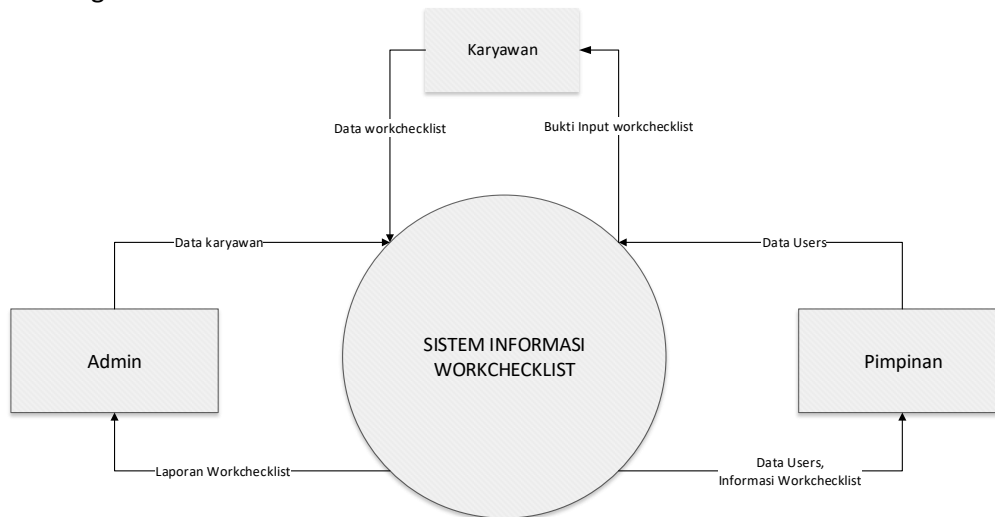 Karyawan
Data workchecklist
Bukti Input workchecklist
Data karyawan
Data Users
Admin
SISTEM INFORMASI
WORKCHECKLIST
Pimpinan
Laporan Workchecklist
Data Users,
Informasi Workchecklist